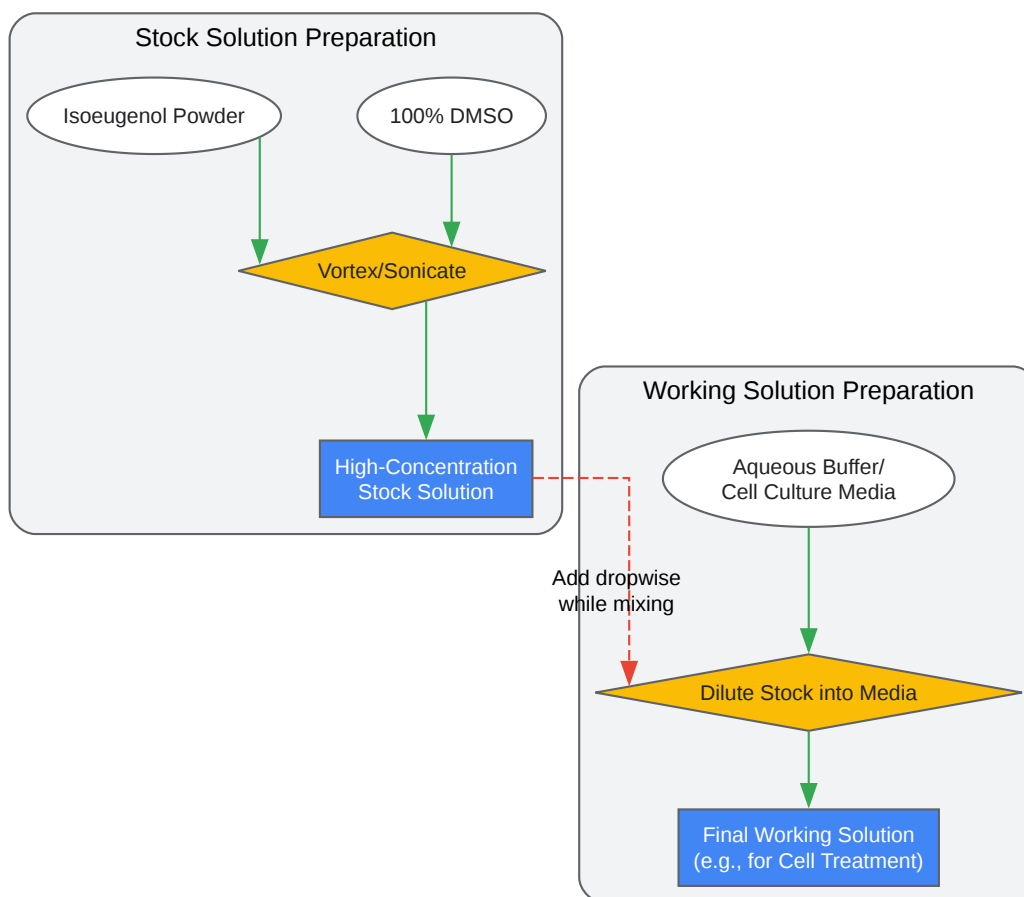 Stock Solution Preparation
Isoeugenol Powder
100% DMSO
Vortex/Sonicate
High-Concentration
Stock Solution
Working Solution Preparation
Aqueous Buffer/
Cell Culture Media
Add dropwise
while mixing
Dilute Stock into Media
Final Working Solution
(e.g., for Cell Treatment)